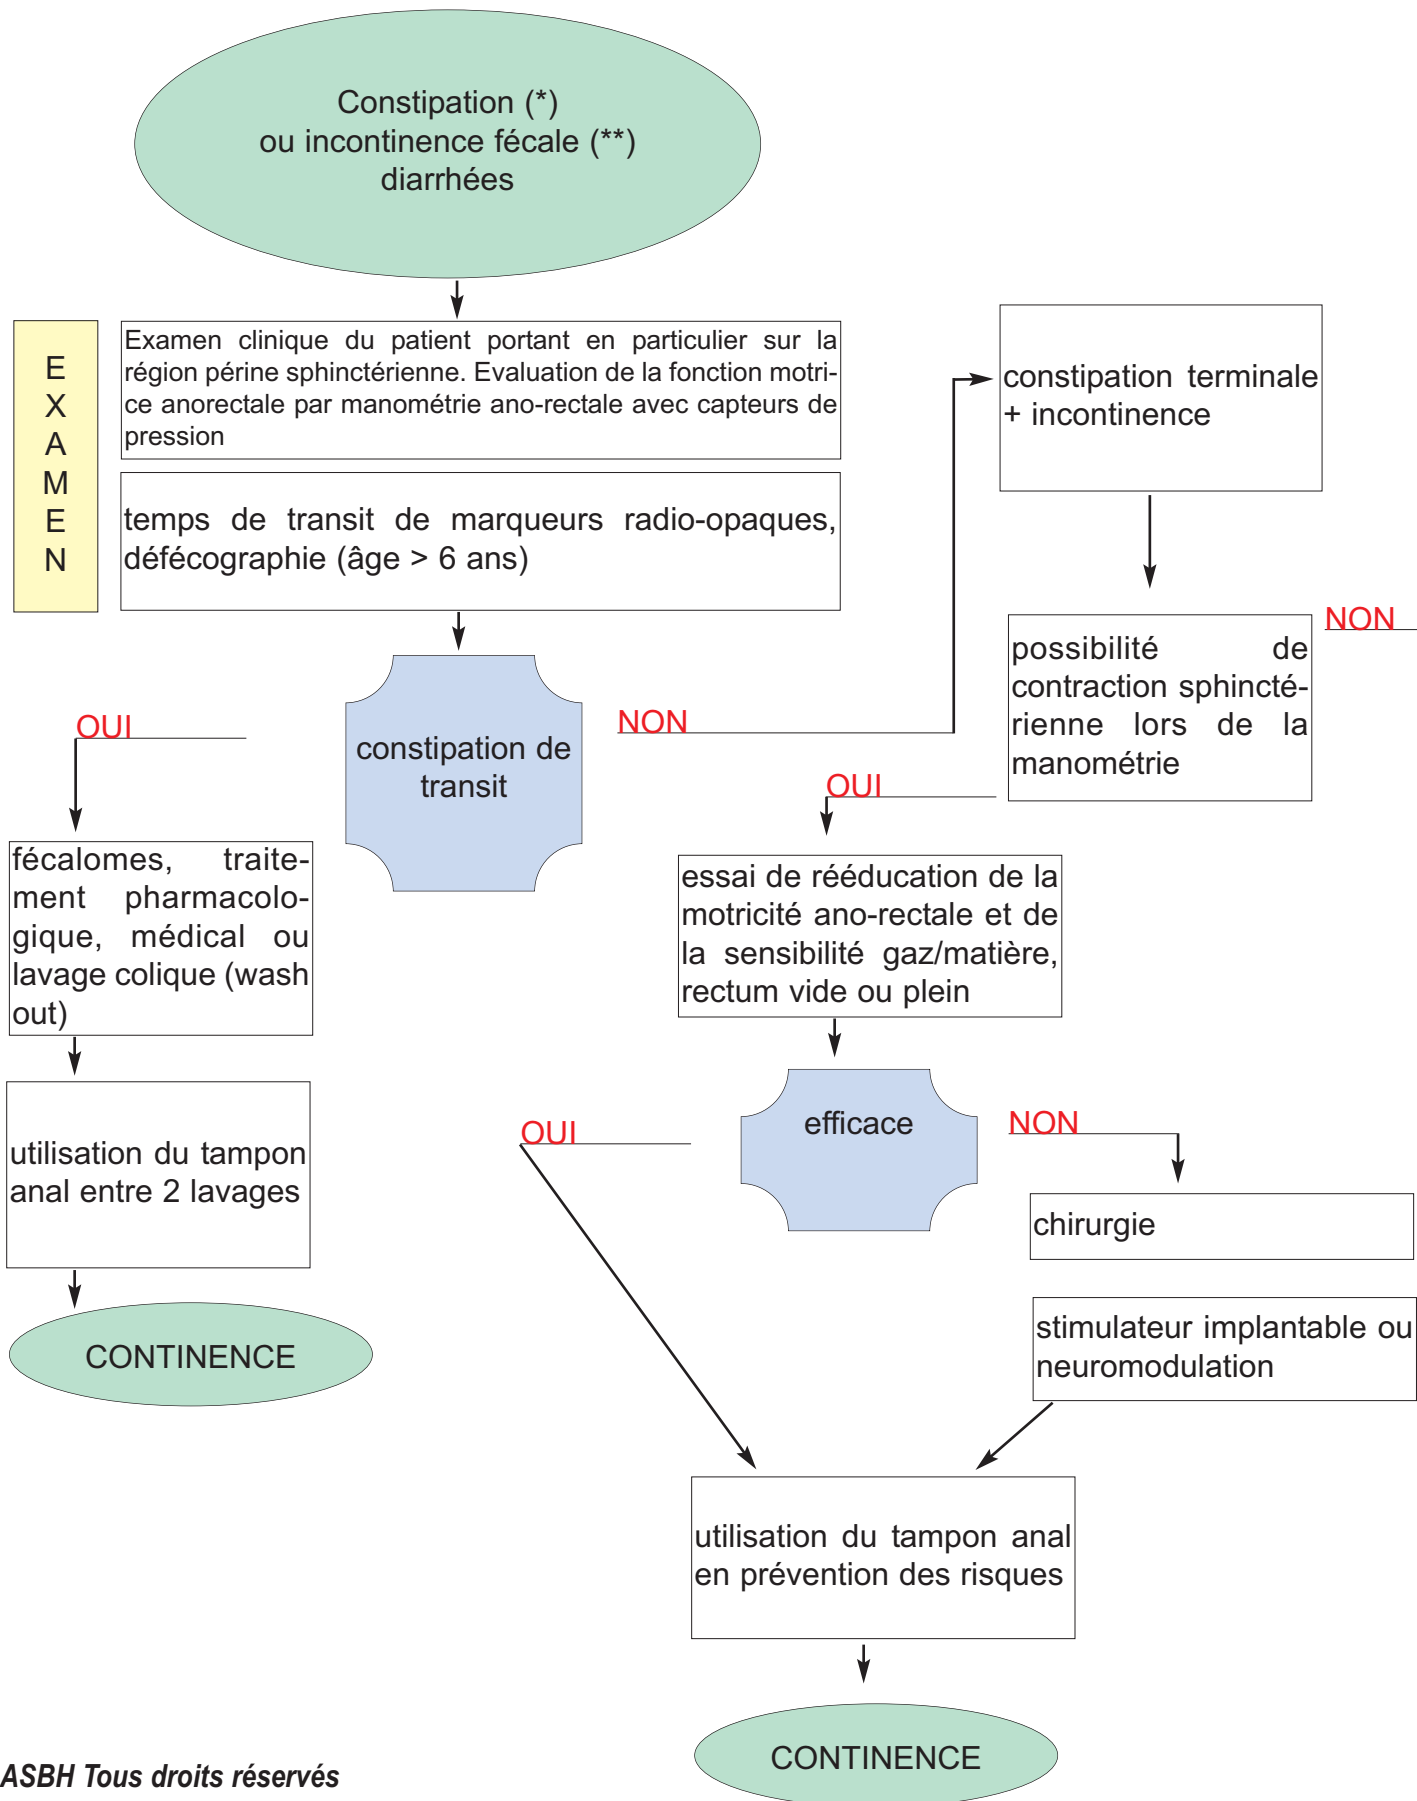 Constipation (*)
ou incontinence fécale (**)
diarrhées
E
X
A
M
E
N
Examen clinique du patient portant en particulier sur la
région périne sphinctérienne. Evaluation de la fonction motri-
ce anorectale par manométrie ano-rectale avec capteurs de
pression
temps de transit de marqueurs radio-opaques,
défécographie (âge > 6 ans)
constipation terminale
+ incontinence
NON
possibilité de
contraction sphincté-
rienne lors de la
manométrie
OUI
constipation de
transit
NON
OUI
fécalomes, traite-
ment pharmacolo-
gique, médical ou
lavage colique (wash
out)
essai de rééducation de la
motricité ano-rectale et de
la sensibilité gaz/matière,
rectum vide ou plein
utilisation du tampon
anal entre 2 lavages
OUI
efficace
NON
chirurgie
stimulateur implantable ou
neuromodulation
CONTINENCE
utilisation du tampon anal
en prévention des risques
CONTINENCE
ASBH Tous droits réservés